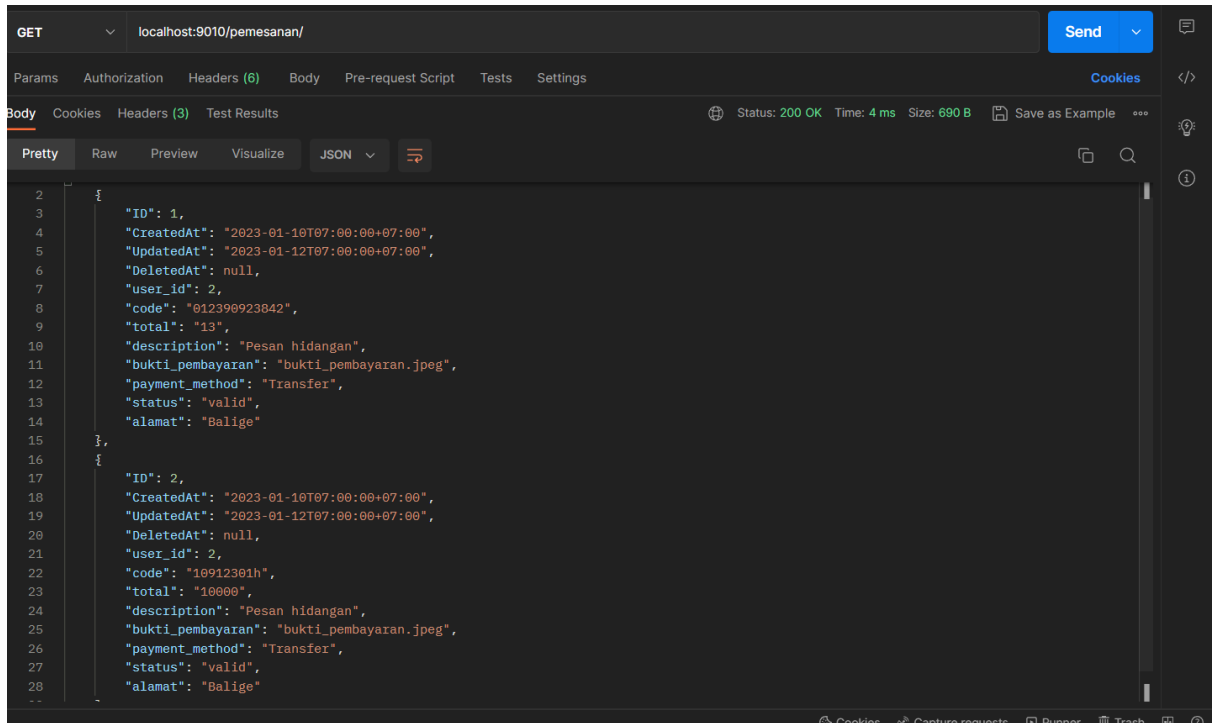 GET localhost:9010/pemesanan/ Send
Params Authorization Headers (6) Body Pre-request Script Tests Settings Cookies
Body Cookies Headers (3) Test Results Status: 200 OK Time: 4 ms Size: 690 B Save as Example
Pretty Raw Preview Visualize JSON
2 {
3 "ID": 1,
4 "CreatedAt": "2023-01-10T07:00:00+07:00",
5 "UpdatedAt": "2023-01-12T07:00:00+07:00",
6 "DeletedAt": null,
7 "user_id": 2,
8 "code": "012390923842",
9 "total": "13",
10 "description": "Pesan hidangan",
11 "bukti_pembayaran": "bukti_pembayaran.jpeg",
12 "payment_method": "Transfer",
13 "status": "valid",
14 "alamat": "Balige"
15 },
16 {
17 "ID": 2,
18 "CreatedAt": "2023-01-10T07:00:00+07:00",
19 "UpdatedAt": "2023-01-12T07:00:00+07:00",
20 "DeletedAt": null,
21 "user_id": 2,
22 "code": "10912301h",
23 "total": "10000",
24 "description": "Pesan hidangan",
25 "bukti_pembayaran": "bukti_pembayaran.jpeg",
26 "payment_method": "Transfer",
27 "status": "valid",
28 "alamat": "Balige"
Cookies Capture requests Runner Trash